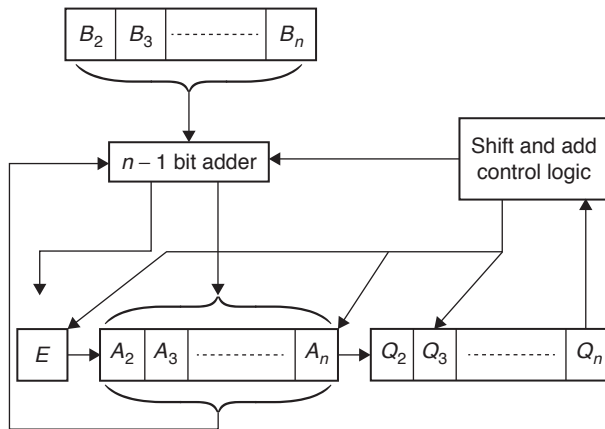 B₂ B₃ Bₙ
n – 1 bit adder
Shift and add
control logic
E
A₂ A₃ Aₙ
Q₂ Q₃ Qₙ